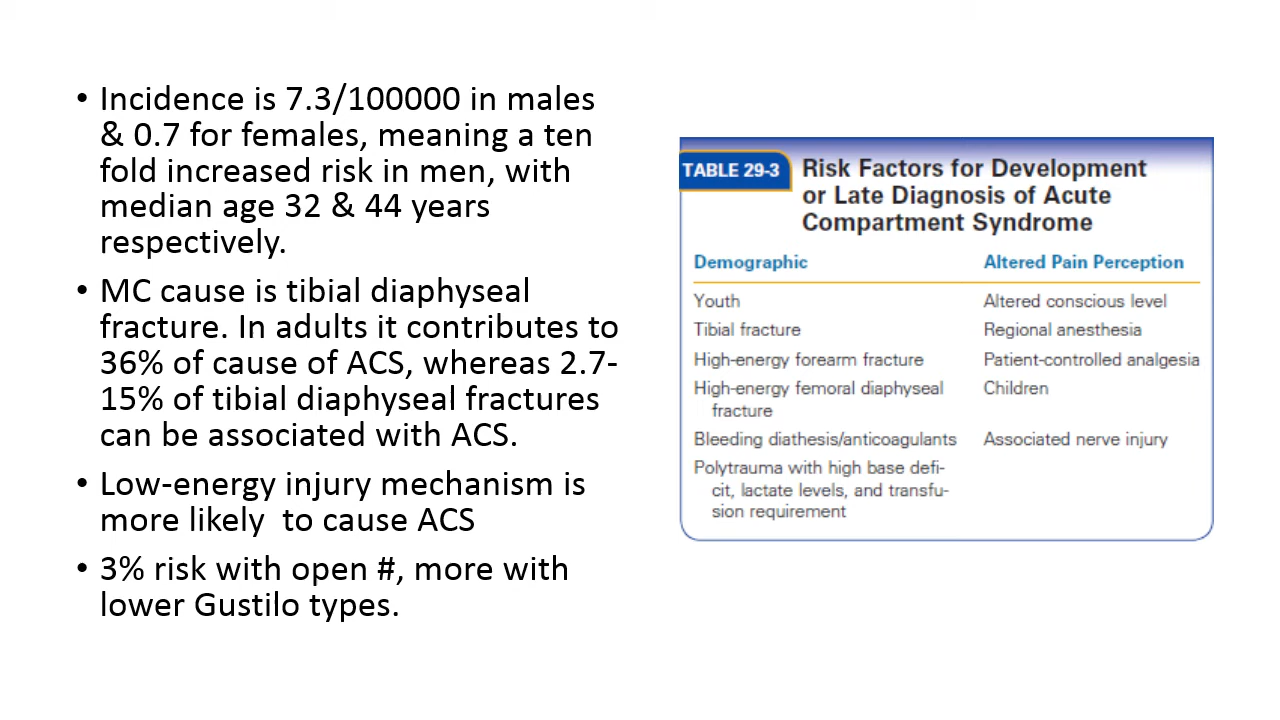 • Incidence is 7.3/100000 in males
& 0.7 for females, meaning a ten
fold increased risk in men, with
median age 32 & 44 years
respectively.
• MC cause is tibial diaphyseal
fracture. In adults it contributes to
36% of cause of ACS, whereas 2.7-
15% of tibial diaphyseal fractures
can be associated with ACS.
• Low-energy injury mechanism is
more likely  to cause ACS
• 3% risk with open #, more with
lower Gustilo types.
TABLE 29-3
Risk Factors for Development
or Late Diagnosis of Acute
Compartment Syndrome
Demographic
Altered Pain Perception
Youth
Altered conscious level
Tibial fracture
Regional anesthesia
High-energy forearm fracture
Patient-controlled analgesia
High-energy femoral diaphyseal
fracture
Children
Bleeding diathesis/anticoagulants
Associated nerve injury
Polytrauma with high base defi-
cit, lactate levels, and transfu-
sion requirement